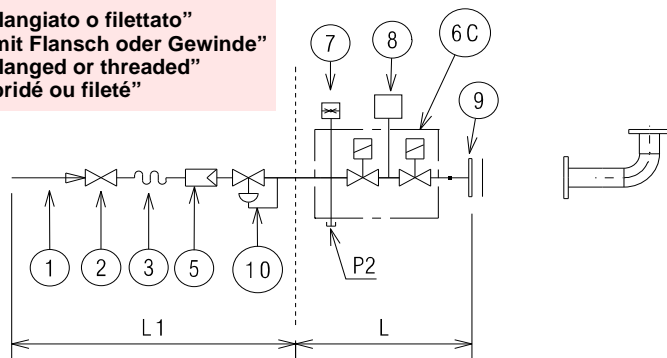 langiato o filettato”
mit Flansch oder Gewinde”
langed or threaded”
bridé ou fileté”
7
8
6C
9
1
2
3
5
10
P2
L1
L